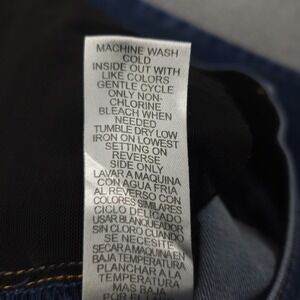 MACHINE WASH
COLD
INSIDE OUT WITH
LIKE COLORS
GENTLE CYCLE
ONLY NON-
CHLORINE
BLEACH WHEN
NEEDED
TUMBLE DRY LOW
IRON ON LOWEST
SETTING ON
REVERSE
SIDE ONLY
LAVAR A MAQUINA
CON AGUA FRIA
AL REVERSO CON
COLORES SIMILARES
CICLO DELICADO
USAR BLANQUEADOR
SIN CLORO CUANDO
SE NECESITE
SECARA MAQUINA EN
BAJA TEMPERATURA
PLANCHAR A LA
TEMPERATURA
MAS BAJA